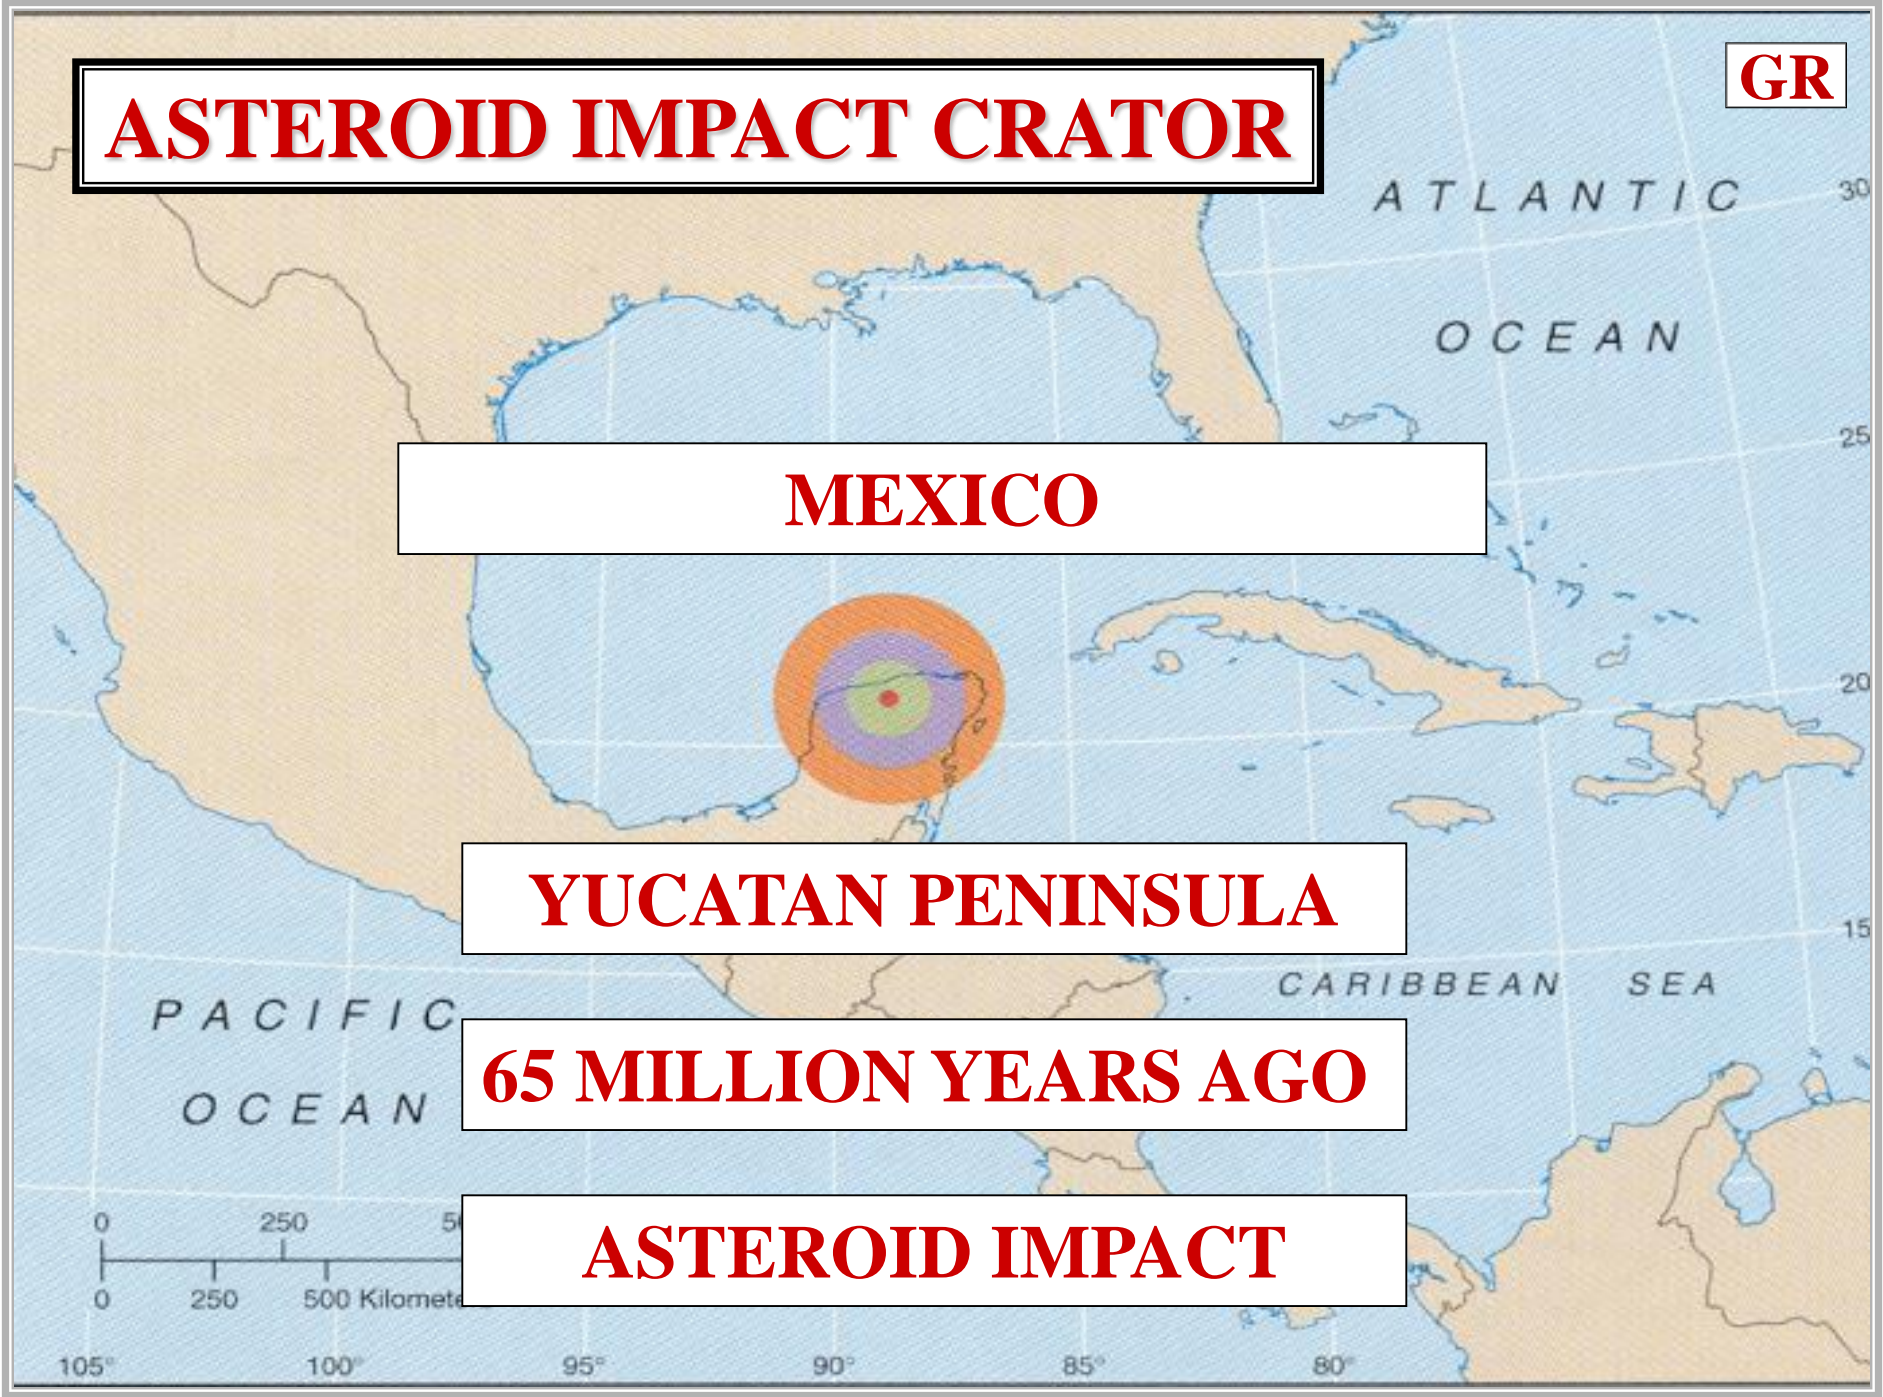 ASTEROID IMPACT CRATOR
GR
ATLANTIC
30
OCEAN
25
MEXICO
20
YUCATAN PENINSULA
15
CARIBBEAN SEA
PACIFIC
65 MILLION YEARS AGO
OCEAN
0 250
ASTEROID IMPACT
0 250 500
105° 100° 95° 90° 85° 80°